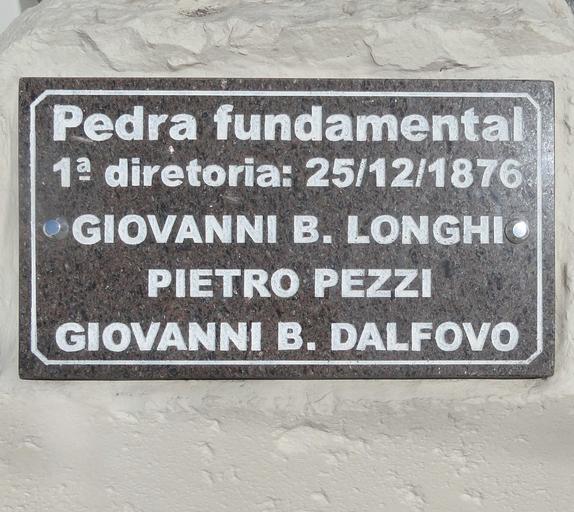 Pedra fundamental
1ª diretoria: 25/12/1876
GIOVANNI B. LONGHI
PIETRO PEZZI
GIOVANNI B. DALFOVO